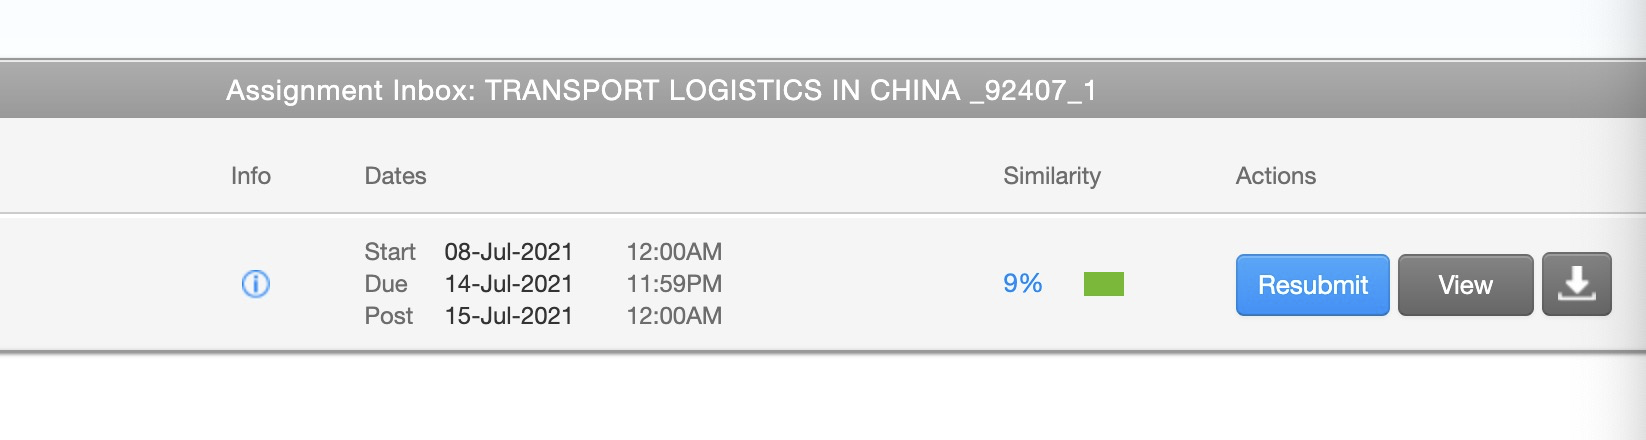 Assignment Inbox: TRANSPORT LOGISTICS IN CHINA _92407_1
Info Dates Similarity Actions
Start 08-Jul-2021 12:00AM
Due 14-Jul-2021 11:59PM
Post 15-Jul-2021 12:00AM
9%
Resubmit View